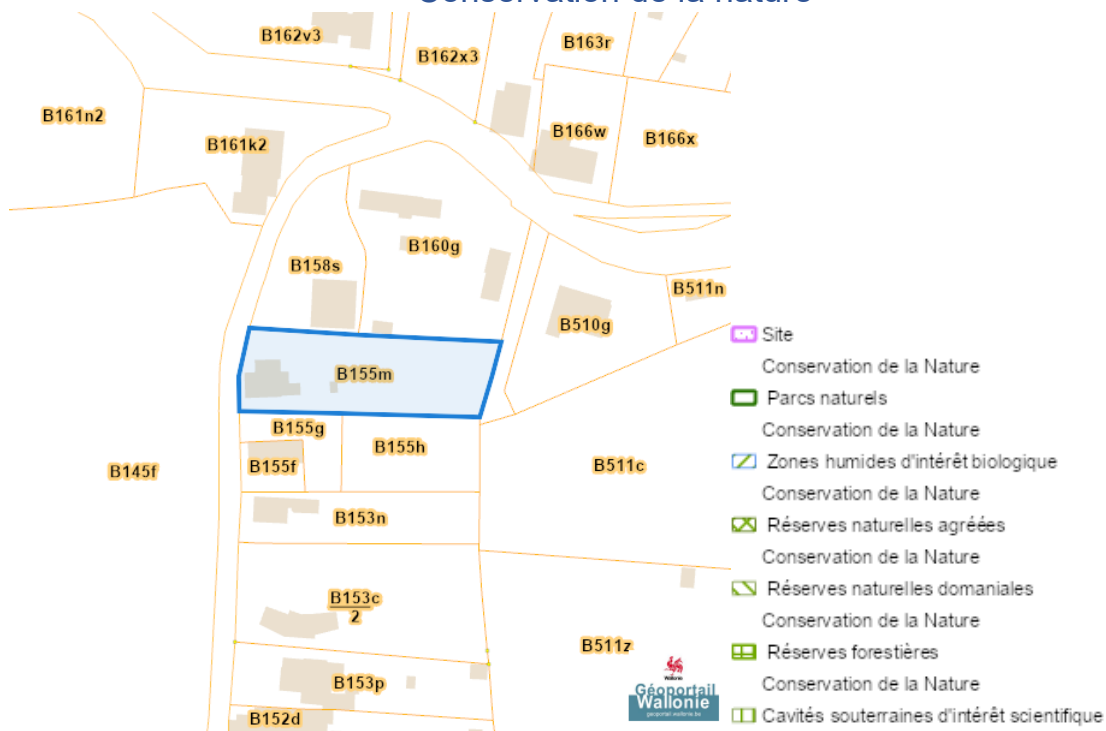 Conservation de la nature
B162v3
B162x3
B163r
B161n2
B161k2
B166w
B166x
B160g
B158s
B511n
B510g
B155m
B155g
B155h
B155f
B145f
B511c
B153n
B153c
2
B511z
B153p
B152d
Wallonie
Géoportail
Wallonie
geoportail.wallonie.be
Site
Conservation de la Nature
Parcs naturels
Conservation de la Nature
Zones humides d'intérêt biologique
Conservation de la Nature
Réserves naturelles agréées
Conservation de la Nature
Réserves naturelles domaniales
Conservation de la Nature
Réserves forestières
Conservation de la Nature
Cavités souterraines d'intérêt scientifique